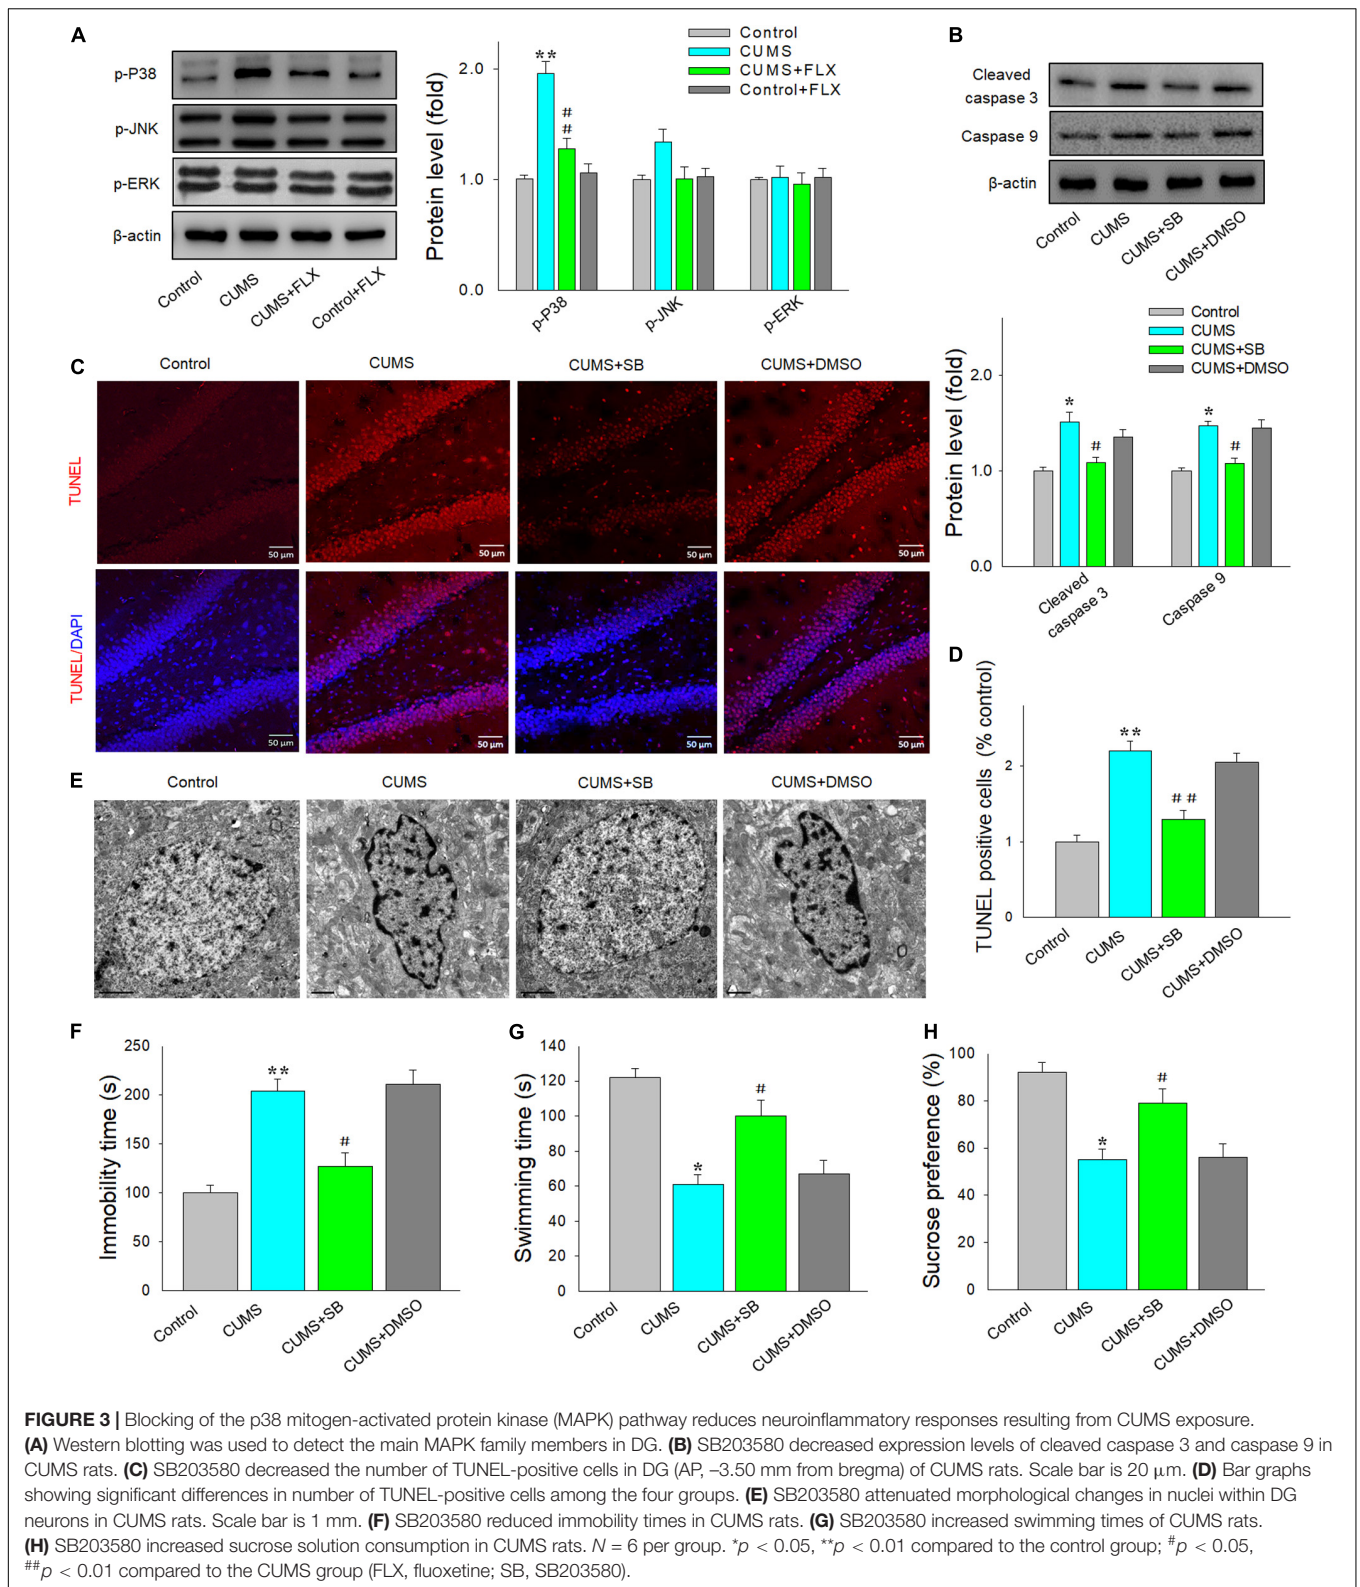 A
p-P38
p-JNK
p-ERK
β-actin
Control
CUMS
CUMS+FLX
Control+FLX
Protein level (fold)
2.0
1.0
0.0
**
#
#
Control
CUMS
CUMS+FLX
Control+FLX
p-P38
p-JNK
p-ERK
B
Cleaved
caspase 3
Caspase 9
β-actin
Control
CUMS
CUMS+SB
CUMS+DMSO
Control
CUMS
CUMS+SB
CUMS+DMSO
Protein level (fold)
2.0
1.0
0.0
*
#
*
#
Cleaved
caspase 3
Caspase 9
C
Control
CUMS
CUMS+SB
CUMS+DMSO
TUNEL
50 μm
50 μm
50 μm
50 μm
TUNEL/DAPI
50 μm
50 μm
50 μm
50 μm
D
TUNEL positive cells (% control)
2
1
0
**
##
Control
CUMS
CUMS+SB
CUMS+DMSO
E
Control
CUMS
CUMS+SB
CUMS+DMSO
F
Immobility time (s)
250
200
150
100
50
0
**
#
Control
CUMS
CUMS+SB
CUMS+DMSO
G
Swimming time (s)
140
120
100
80
60
40
20
0
*
#
Control
CUMS
CUMS+SB
CUMS+DMSO
H
Sucrose preference (%)
100
80
60
40
20
0
*
#
Control
CUMS
CUMS+SB
CUMS+DMSO
FIGURE 3 | Blocking of the p38 mitogen-activated protein kinase (MAPK) pathway reduces neuroinflammatory responses resulting from CUMS exposure.
(A) Western blotting was used to detect the main MAPK family members in DG. (B) SB203580 decreased expression levels of cleaved caspase 3 and caspase 9 in
CUMS rats. (C) SB203580 decreased the number of TUNEL-positive cells in DG (AP, –3.50 mm from bregma) of CUMS rats. Scale bar is 20 μm. (D) Bar graphs
showing significant differences in number of TUNEL-positive cells among the four groups. (E) SB203580 attenuated morphological changes in nuclei within DG
neurons in CUMS rats. Scale bar is 1 mm. (F) SB203580 reduced immobility times in CUMS rats. (G) SB203580 increased swimming times of CUMS rats.
(H) SB203580 increased sucrose solution consumption in CUMS rats. N = 6 per group. *p < 0.05, **p < 0.01 compared to the control group; #p < 0.05,
##p < 0.01 compared to the CUMS group (FLX, fluoxetine; SB, SB203580).